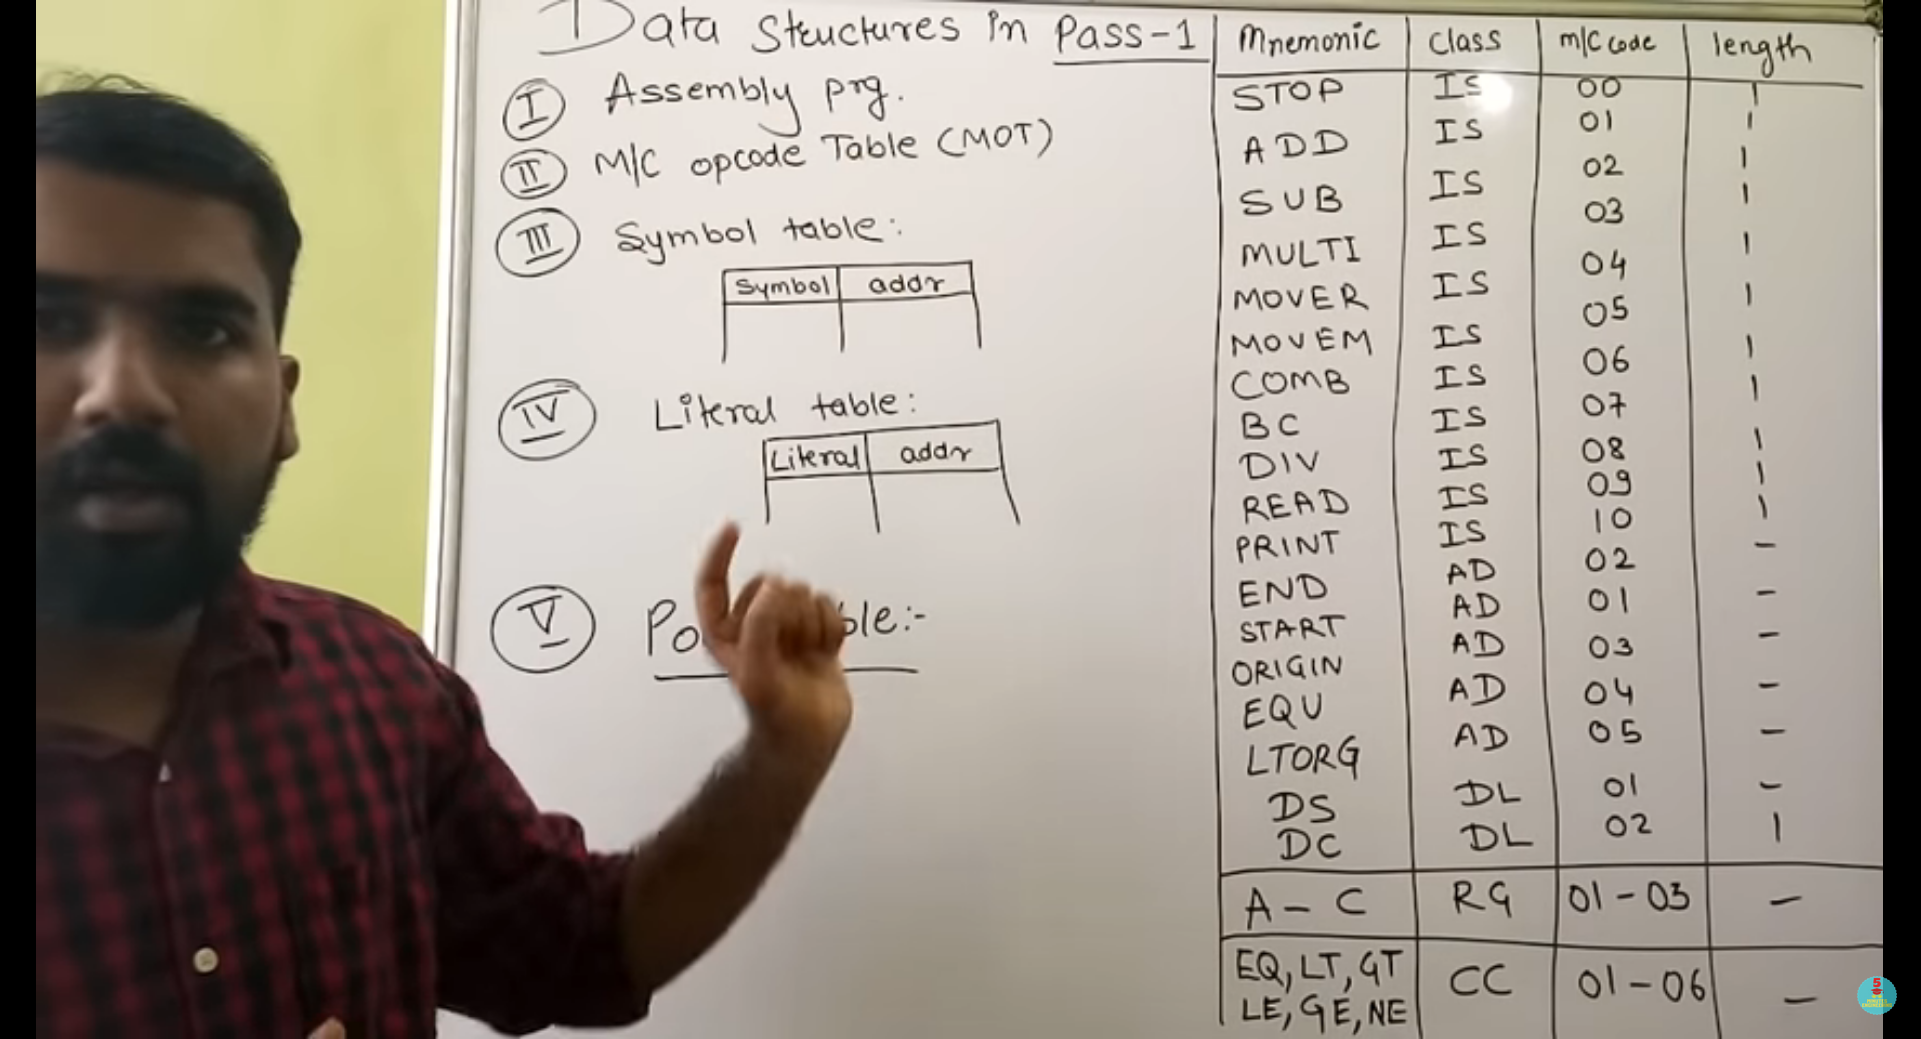 Data Structures in Pass-1
I Assembly prg.
II M/C opcode Table (MOT)
III Symbol table:
Symbol addr
IV Literal table:
Literal addr
V
Mnemonic Class m/c code length
STOP IS 00 1
ADD IS 01 1
SUB IS 02 1
MULTI IS 03 1
MOVER IS 04 1
MOVEM IS 05 1
COMB IS 06 1
BC IS 07 1
DIV IS 08 1
READ IS 09 1
PRINT IS 10 1
END AD 02 -
START AD 01 -
ORIGIN AD 03 -
EQU AD 04 -
LTORG AD 05 -
DS DL 01 -
DC DL 02 1
A - C RG 01 - 03 -
EQ, LT, GT CC 01 - 06 -
LE, GE, NE